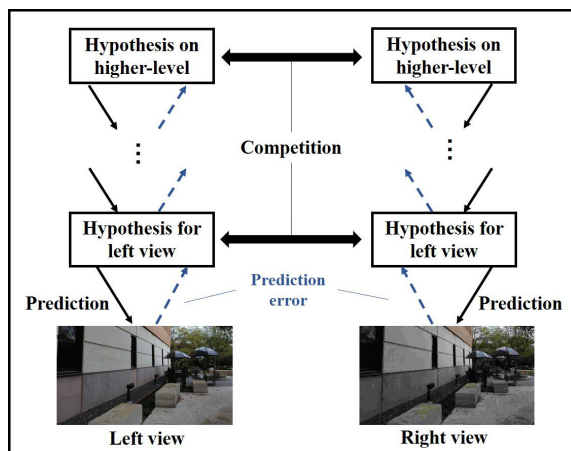 Hypothesis on
higher-level
Hypothesis on
higher-level
⋮
⋮
Competition
Hypothesis for
left view
Hypothesis for
left view
Prediction
Prediction
error
Prediction
Left view
Right view